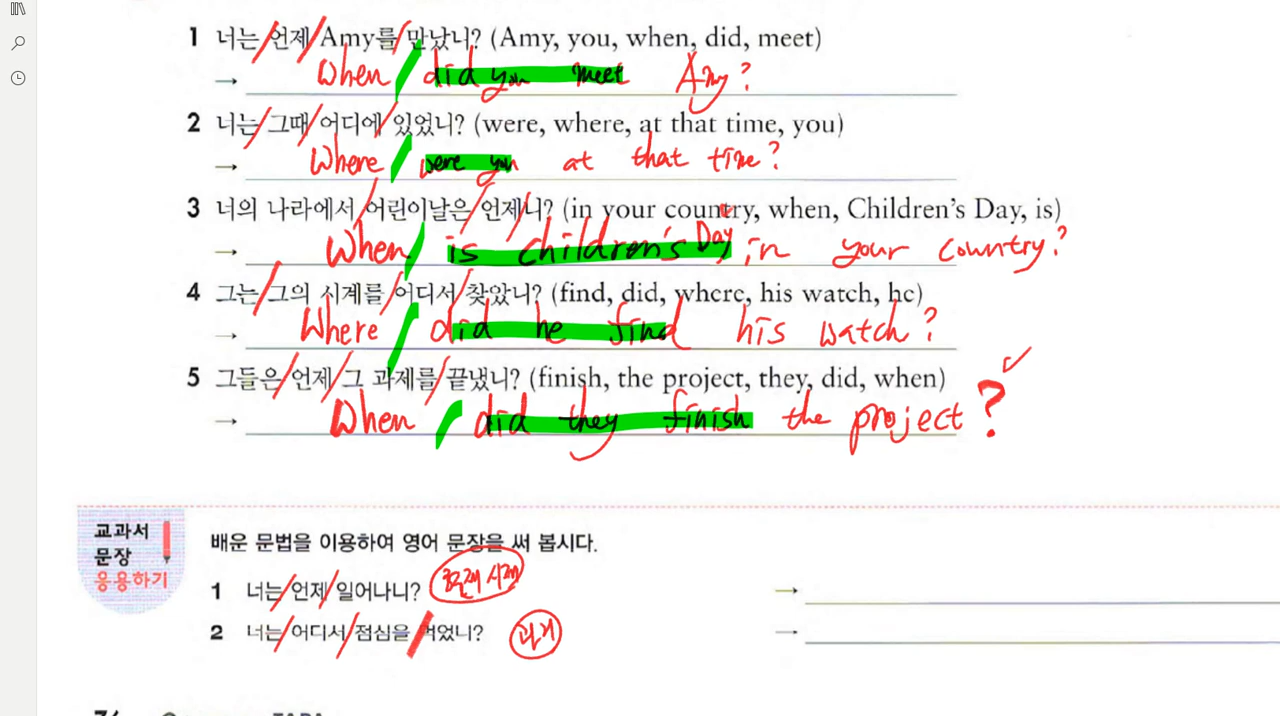 1 너는/언제/Amy를/만났니? (Amy, you, when, did, meet)
→ When / did you meet Amy?
2 너는/그때/어디에/있었니? (were, where, at that time, you)
→ Where / were you at that time?
3 너의 나라에서/어린이날은/언제/니? (in your country, when, Children's Day, is)
→ When / is Children's Day in your country?
4 그는/그의 시계를/어디서/찾았니? (find, did, where, his watch, he)
→ Where / did he find his watch?
5 그들은/언제/그 과제를/끝냈니? (finish, the project, they, did, when)
→ When / did they finish the project?
교과서
문장
응용하기
배운 문법을 이용하여 영어 문장을 써 봅시다.
1 너는/언제/일어나니? 현재 시제 →
2 너는/어디서/점심을/먹었니? 과거 →